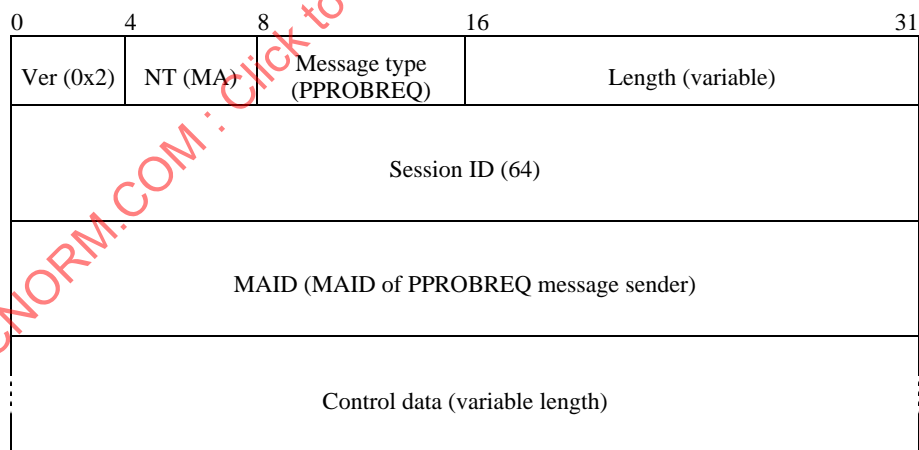 0 4 8 16 31
Ver (0x2) NT (MA) Message type (PPROBREQ) Length (variable)
Session ID (64)
MAID (MAID of PPROBREQ message sender)
Control data (variable length)
CNORM.COM : Click to